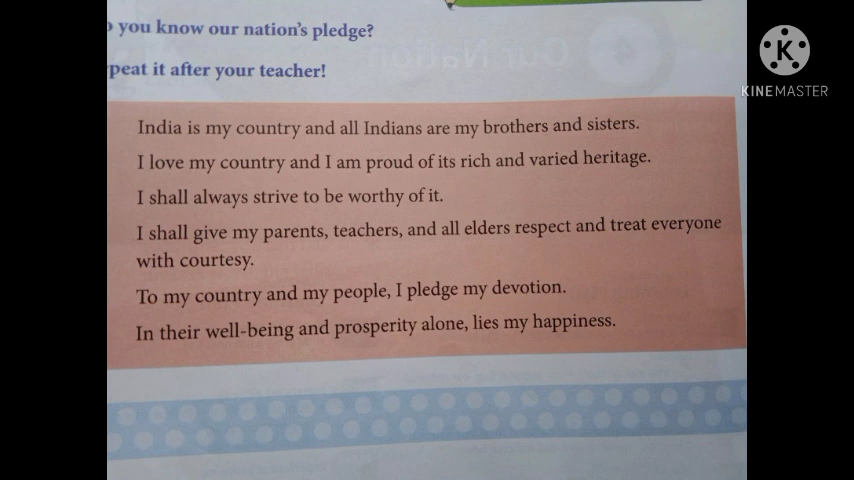 you know our nation's pledge?
peat it after your teacher!
India is my country and all Indians are my brothers and sisters.
I love my country and I am proud of its rich and varied heritage.
I shall always strive to be worthy of it.
I shall give my parents, teachers, and all elders respect and treat everyone
with courtesy.
To my country and my people, I pledge my devotion.
In their well-being and prosperity alone, lies my happiness.
K
KINEMASTER